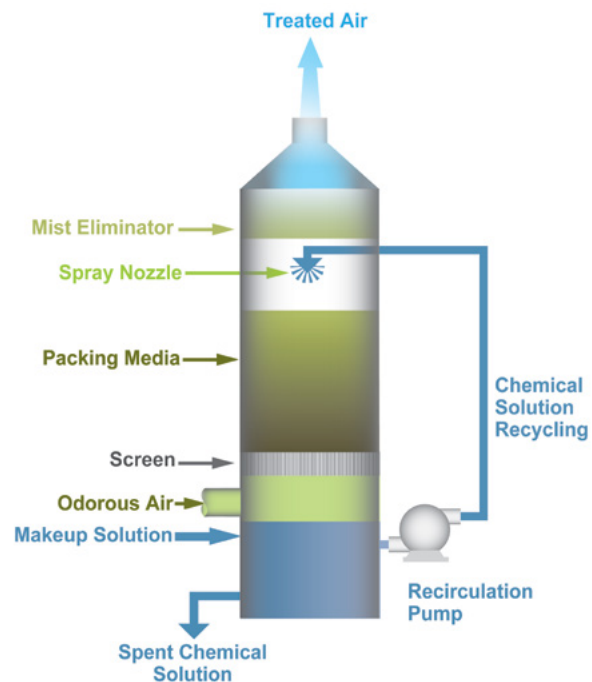 Treated Air
Mist Eliminator
Spray Nozzle
Packing Media
Chemical
Solution
Recycling
Screen
Odorous Air
Makeup Solution
Recirculation
Pump
Spent Chemical
Solution